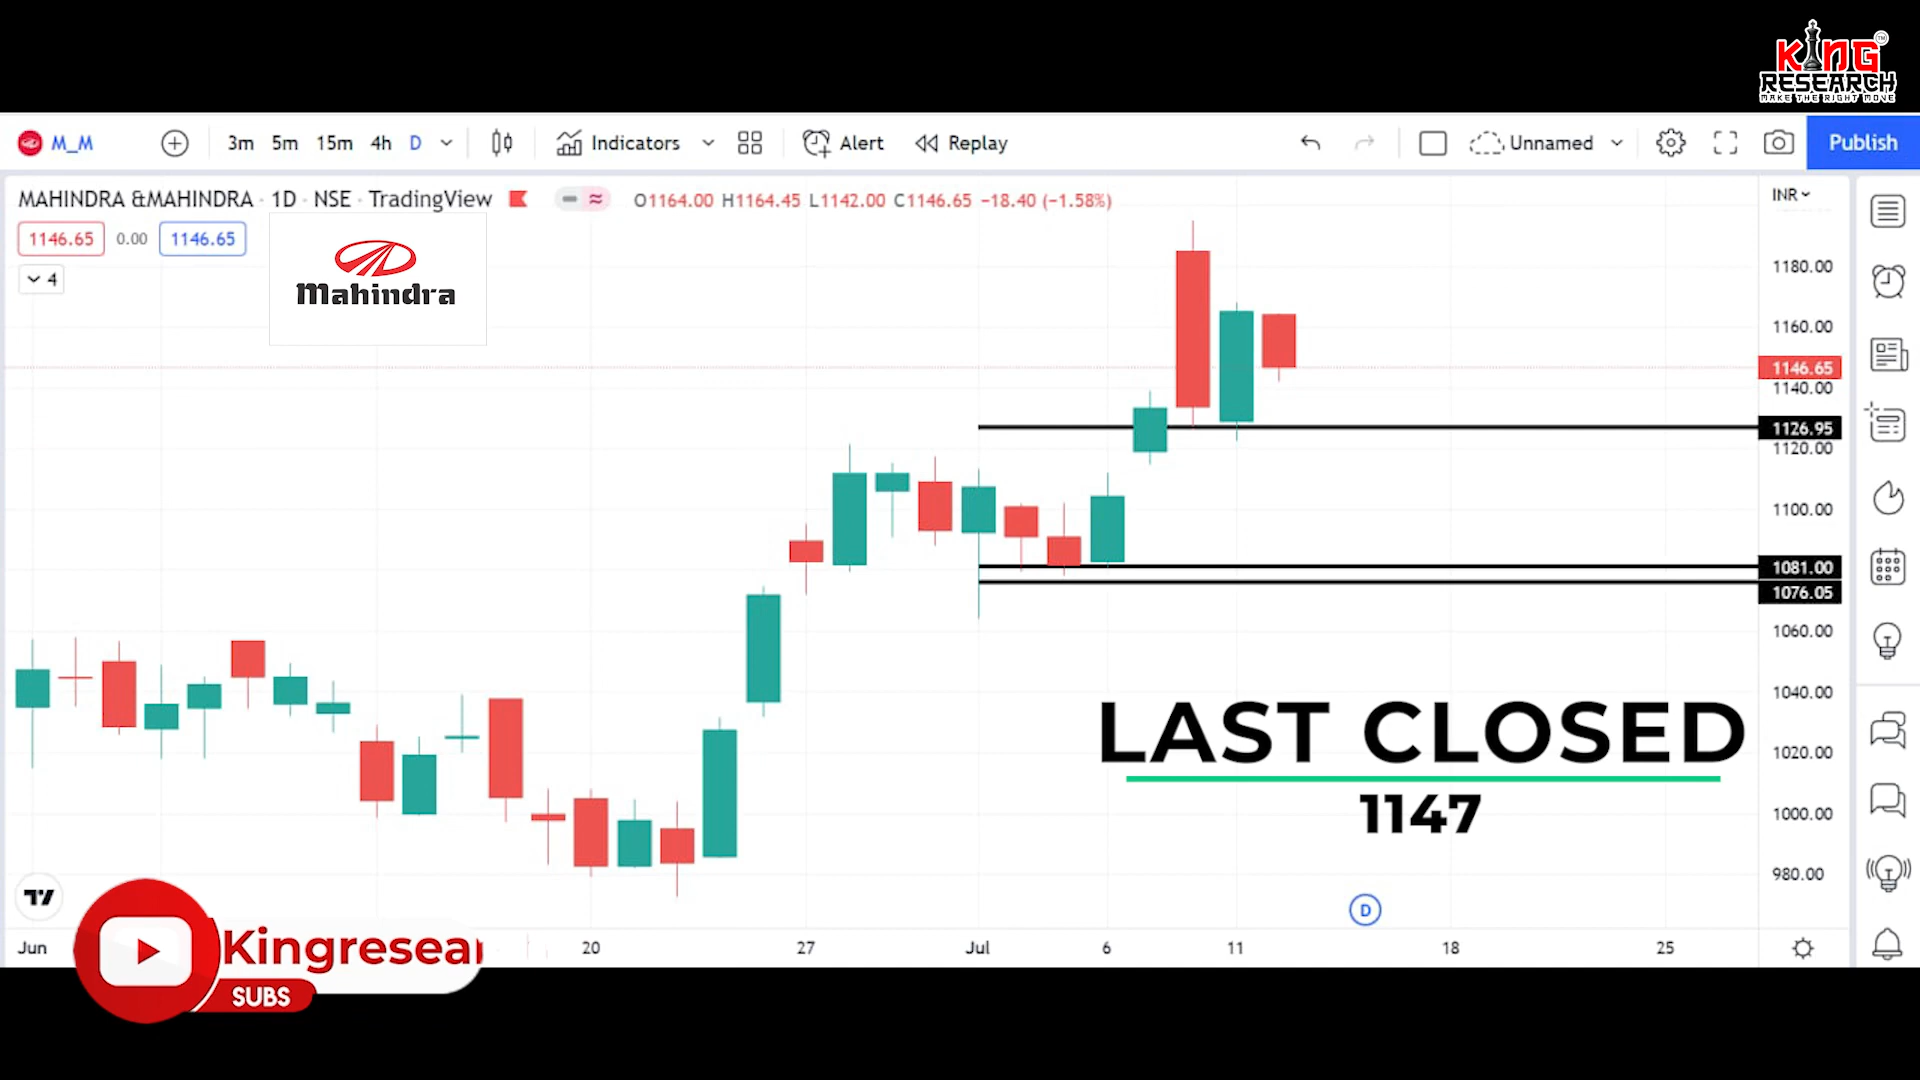 KING
RESEARCH
MAKE THE RIGHT MOVE
TM
M_M 3m 5m 15m 4h D Indicators Alert Replay Unnamed Publish
MAHINDRA &MAHINDRA · 1D · NSE · TradingView O1164.00 H1164.45 L1142.00 C1146.65 −18.40 (−1.58%) INR
1146.65 0.00 1146.65
4
Mahindra
1180.00
1160.00
1146.65
1140.00
1126.95
1120.00
1100.00
1081.00
1076.05
1060.00
1040.00
1020.00
1000.00
980.00
LAST CLOSED
1147
D
Jun 20 27 Jul 6 11 18 25
Kingresear
SUBS